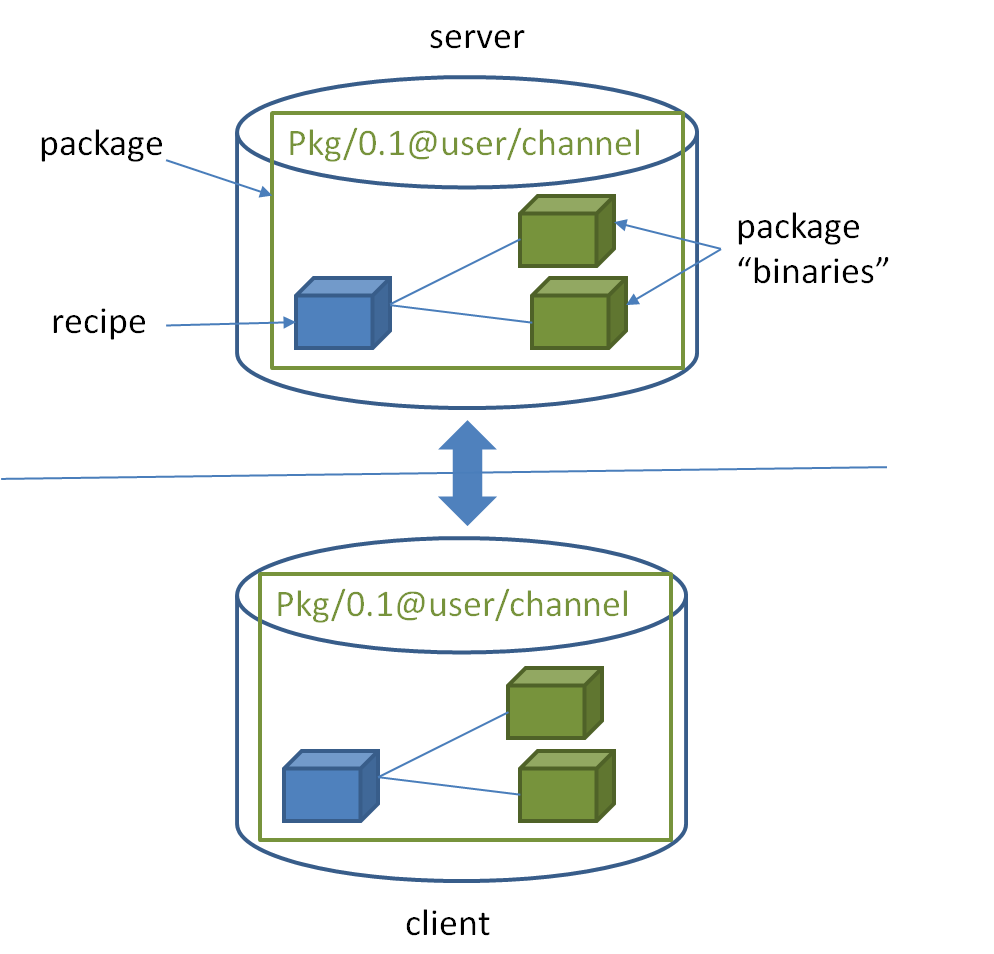 server
package
Pkg/0.1@user/channel
package
“binaries”
recipe
Pkg/0.1@user/channel
client